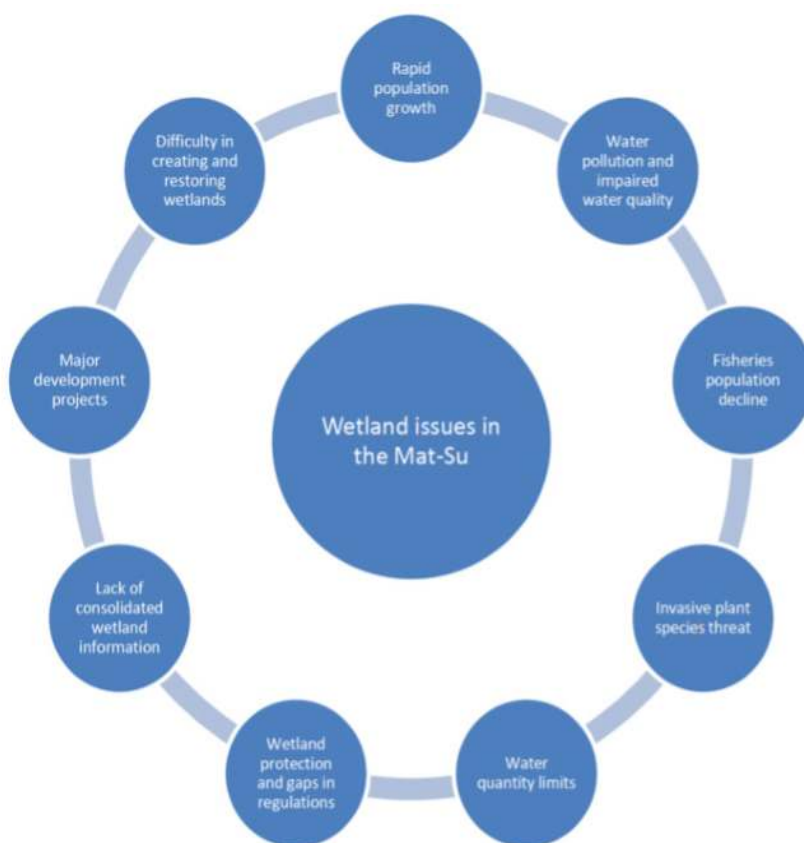 Rapid
population
growth
Water
pollution and
impaired
water quality
Fisheries
population
decline
Invasive plant
species threat
Water
quantity limits
Wetland
protection
and gaps in
regulations
Lack of
consolidated
wetland
information
Major
development
projects
Difficulty in
creating and
restoring
wetlands
Wetland issues in
the Mat-Su